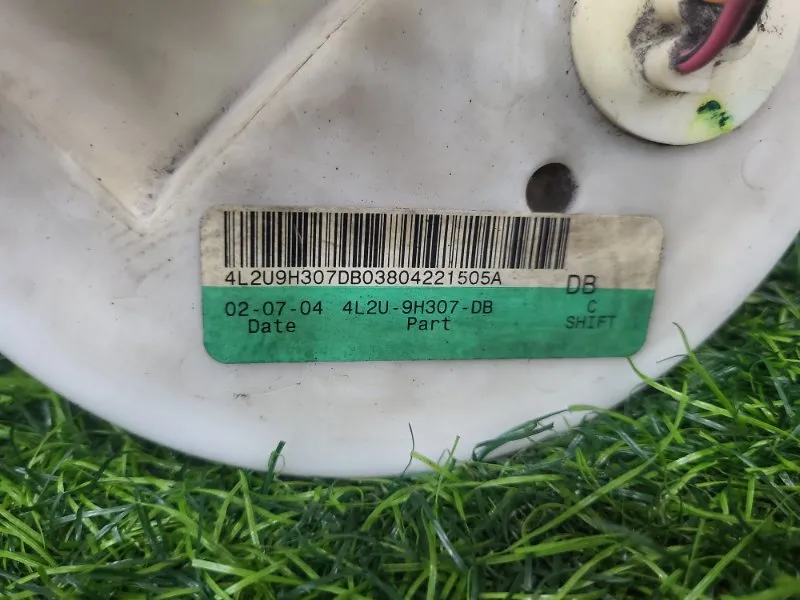 4L2U9H307DB03804221505A
DB
02-07-04 4L2U-9H307-DB C
Date Part SHIFT